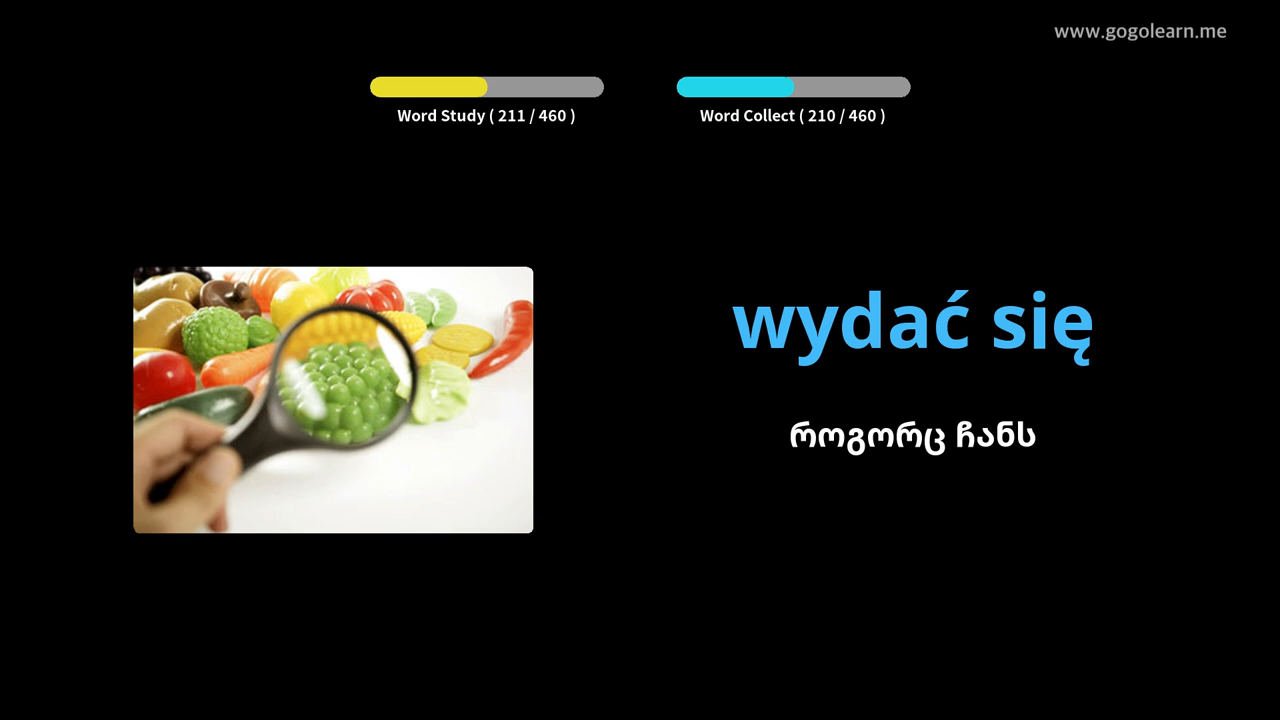 www.gogolearn.me
Word Study ( 211 / 460 )
Word Collect ( 210 / 460 )
wydać się
როგორც ჩანს